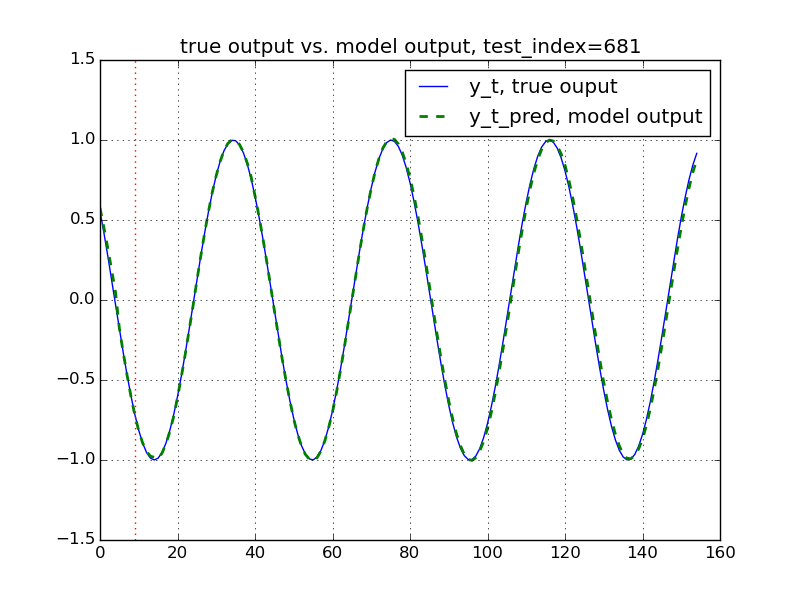 true output vs. model output, test_index=681
y_t, true ouput
y_t_pred, model output
1.5
1.0
0.5
0.0
−0.5
−1.0
−1.5
0 20 40 60 80 100 120 140 160